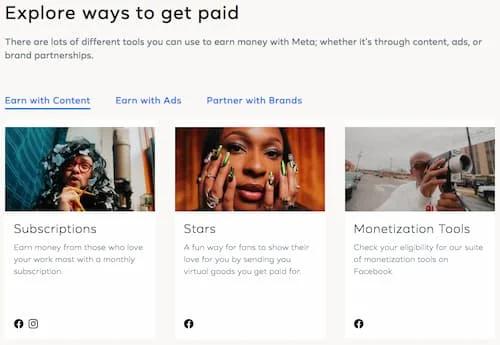 Explore ways to get paid
There are lots of different tools you can use to earn money with Meta; whether it's through content, ads, or
brand partnerships.
Earn with Content
Earn with Ads
Partner with Brands
Subscriptions
Earn money from those who love
your work most with a monthly
subscription.
Stars
A fun way for fans to show their
love for you by sending you
virtual goods you get paid for.
Monetization Tools
Check your eligibility for our suite
of monetization tools on
Facebook.